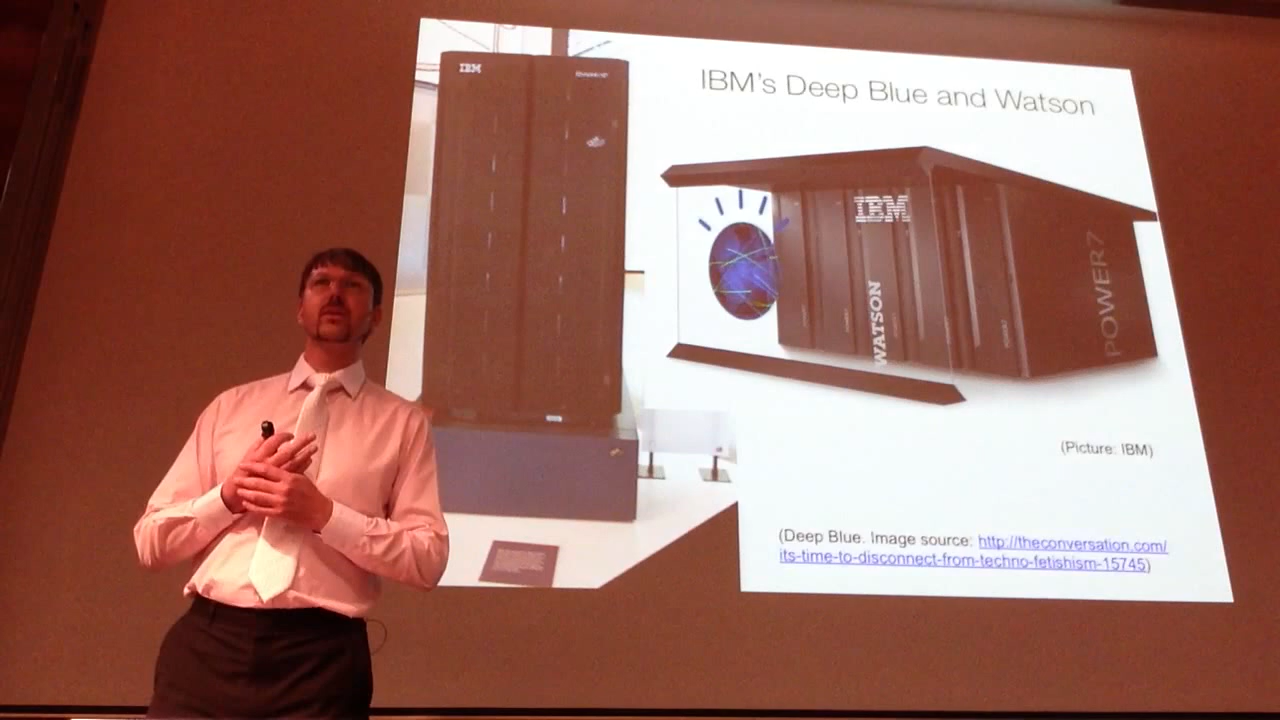 IBM's Deep Blue and Watson
IBM
IBM
WATSON
POWER7
(Picture: IBM)
(Deep Blue. Image source: http://theconversation.com/
its-time-to-disconnect-from-techno-fetishism-15745)